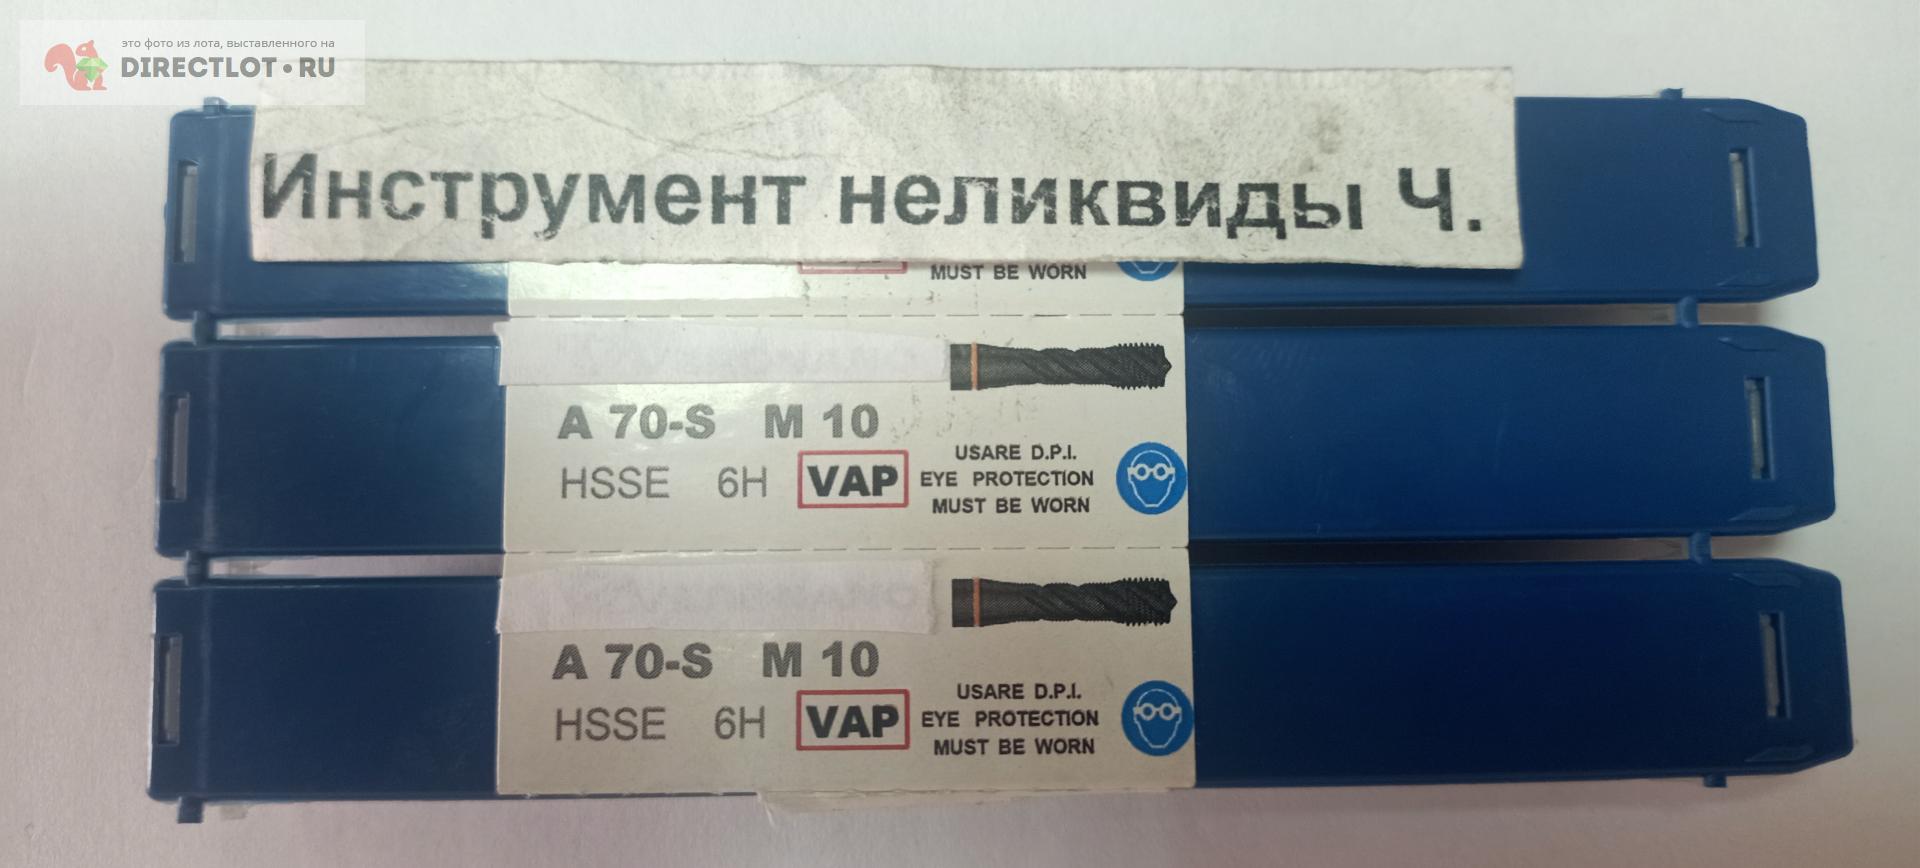 это фото из лота, выставленного на
DIRECTLOT • RU
Инструмент неликвиды Ч.
MUST BE WORN
A 70-S M 10
HSSE 6H VAP
USARE D.P.I.
EYE PROTECTION
MUST BE WORN
A 70-S M 10
HSSE 6H VAP
USARE D.P.I.
EYE PROTECTION
MUST BE WORN